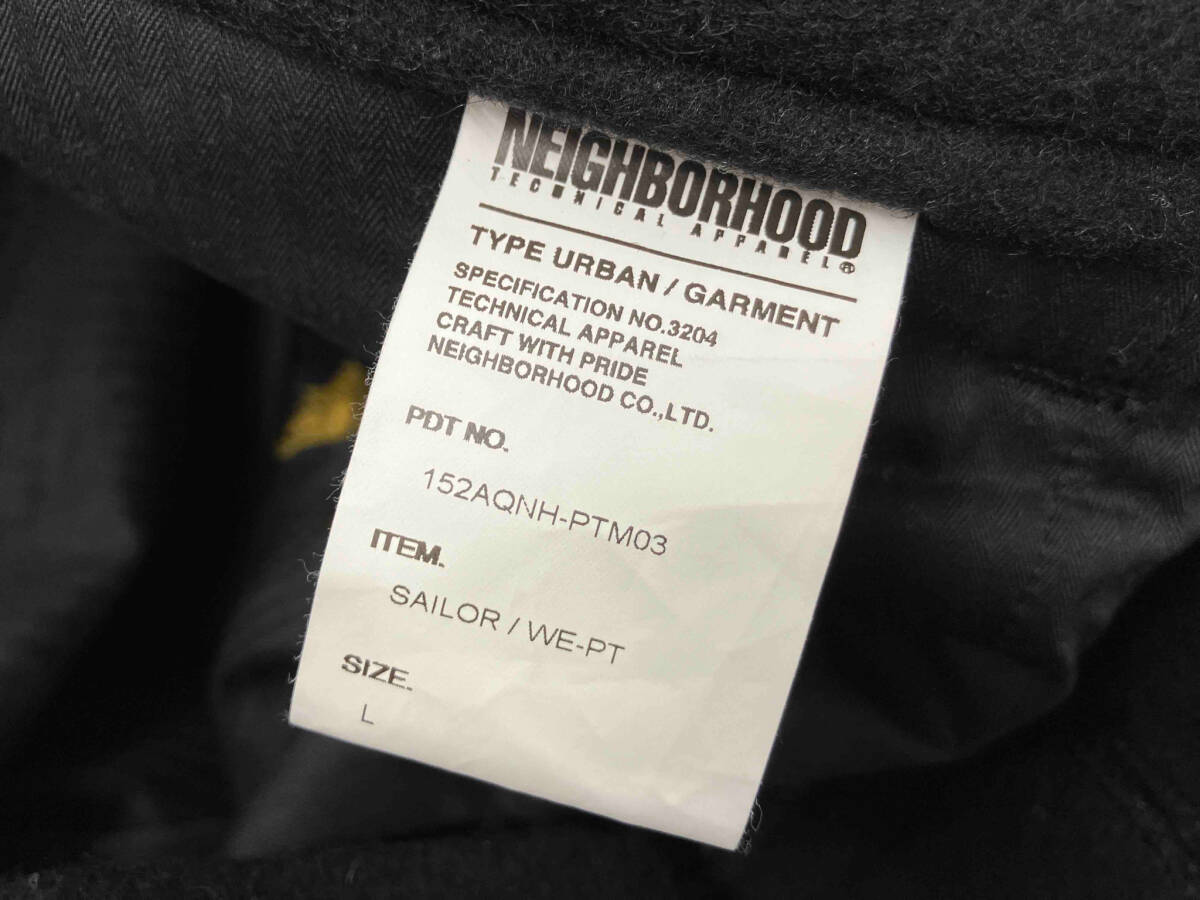 NEIGHBORHOOD
TECHNICAL APPAREL®
TYPE URBAN / GARMENT
SPECIFICATION NO.3204
TECHNICAL APPAREL
CRAFT WITH PRIDE
NEIGHBORHOOD CO.,LTD.
PDT NO.
152AQNH-PTM03
ITEM.
SAILOR / WE-PT
SIZE.
L